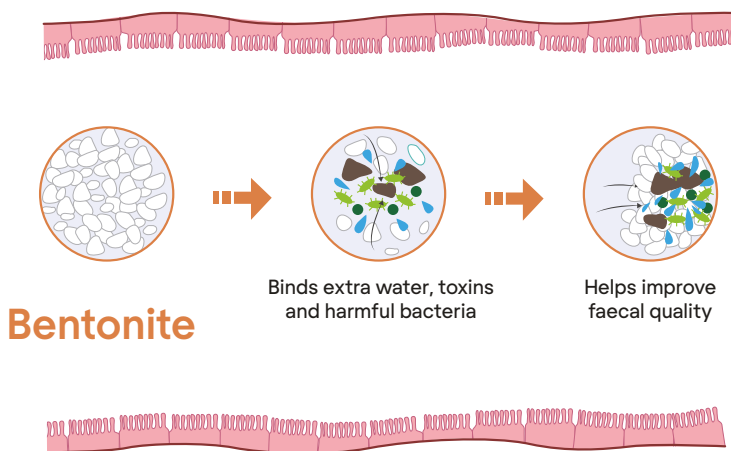 Bentonite
Binds extra water, toxins
and harmful bacteria
Helps improve
faecal quality